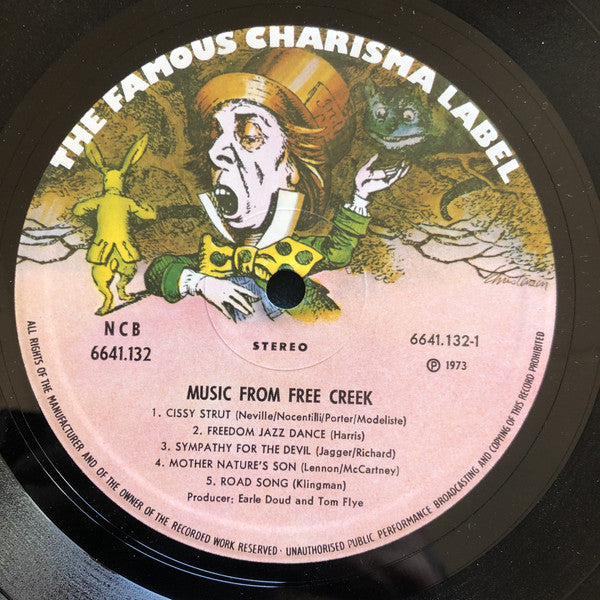 THE FAMOUS CHARISMA LABEL
NCB
6641.132
STEREO
6641.132-1
Ⓟ 1973
MUSIC FROM FREE CREEK
1. CISSY STRUT (Neville/Nocentilli/Porter/Modeliste)
2. FREEDOM JAZZ DANCE (Harris)
3. SYMPATHY FOR THE DEVIL (Jagger/Richard)
4. MOTHER NATURE'S SON (Lennon/McCartney)
5. ROAD SONG (Klingman)
Producer: Earle Doud and Tom Flye
ALL RIGHTS OF THE MANUFACTURER AND OF THE OWNER OF THE RECORDED WORK RESERVED · UNAUTHORISED PUBLIC PERFORMANCE BROADCASTING AND COPYING OF THIS RECORD PROHIBITED